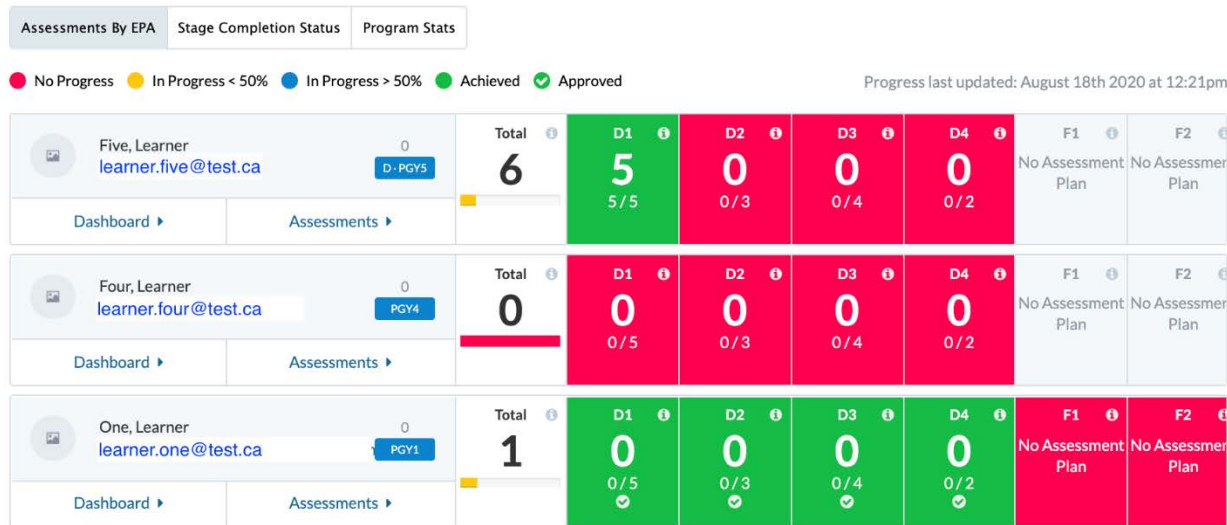 Assessments By EPA Stage Completion Status Program Stats
No Progress In Progress < 50% In Progress > 50% Achieved Approved Progress last updated: August 18th 2020 at 12:21pm
Five, Learner 0
learner.five@test.ca D - PGY5
Dashboard Assessments
Total D1 D2 D3 D4 F1 F2
6 5 0 0 0 No Assessment Plan No Assessmen Plan
5 / 5 0 / 3 0 / 4 0 / 2
Four, Learner 0
learner.four@test.ca PGY4
Dashboard Assessments
Total D1 D2 D3 D4 F1 F2
0 0 0 0 0 No Assessment Plan No Assessmen Plan
0 / 5 0 / 3 0 / 4 0 / 2
One, Learner 0
learner.one@test.ca PGY1
Dashboard Assessments
Total D1 D2 D3 D4 F1 F2
1 0 0 0 0 No Assessment Plan No Assessmen Plan
0 / 5 0 / 3 0 / 4 0 / 2